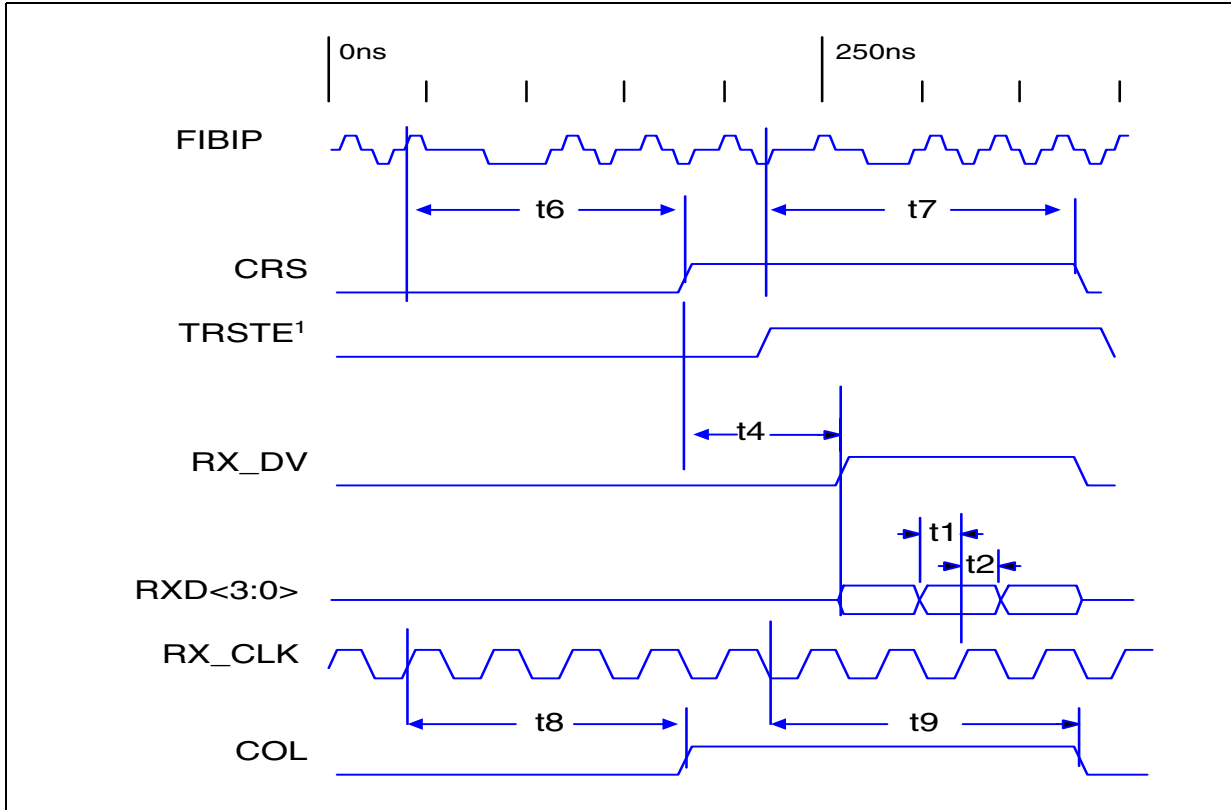 0ns 250ns
FIBIP
t6 t7
CRS
TRSTE¹
t4
RX_DV
t1
t2
RXD<3:0>
RX_CLK
t8 t9
COL